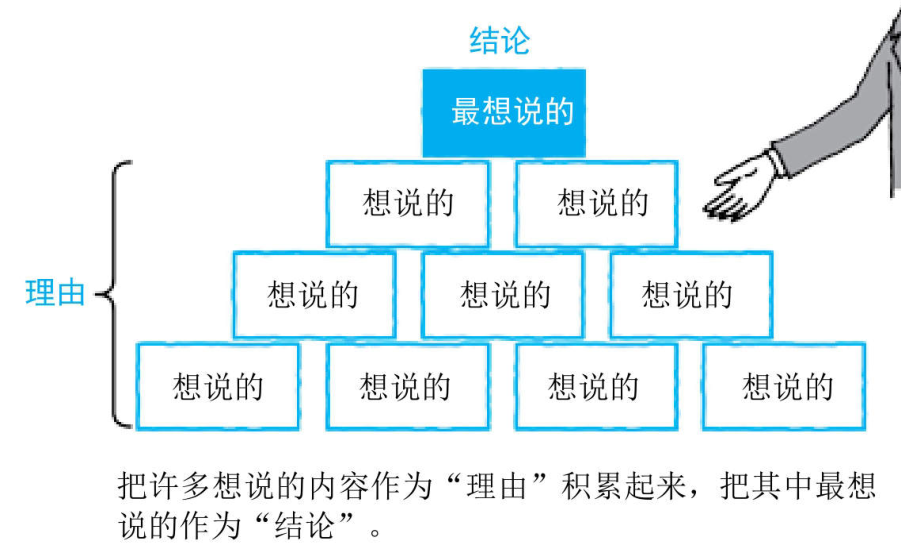 结论
最想说的
想说的 想说的
理由
想说的 想说的 想说的
想说的 想说的 想说的 想说的
把许多想说的内容作为“理由”积累起来，把其中最想
说的作为“结论”。